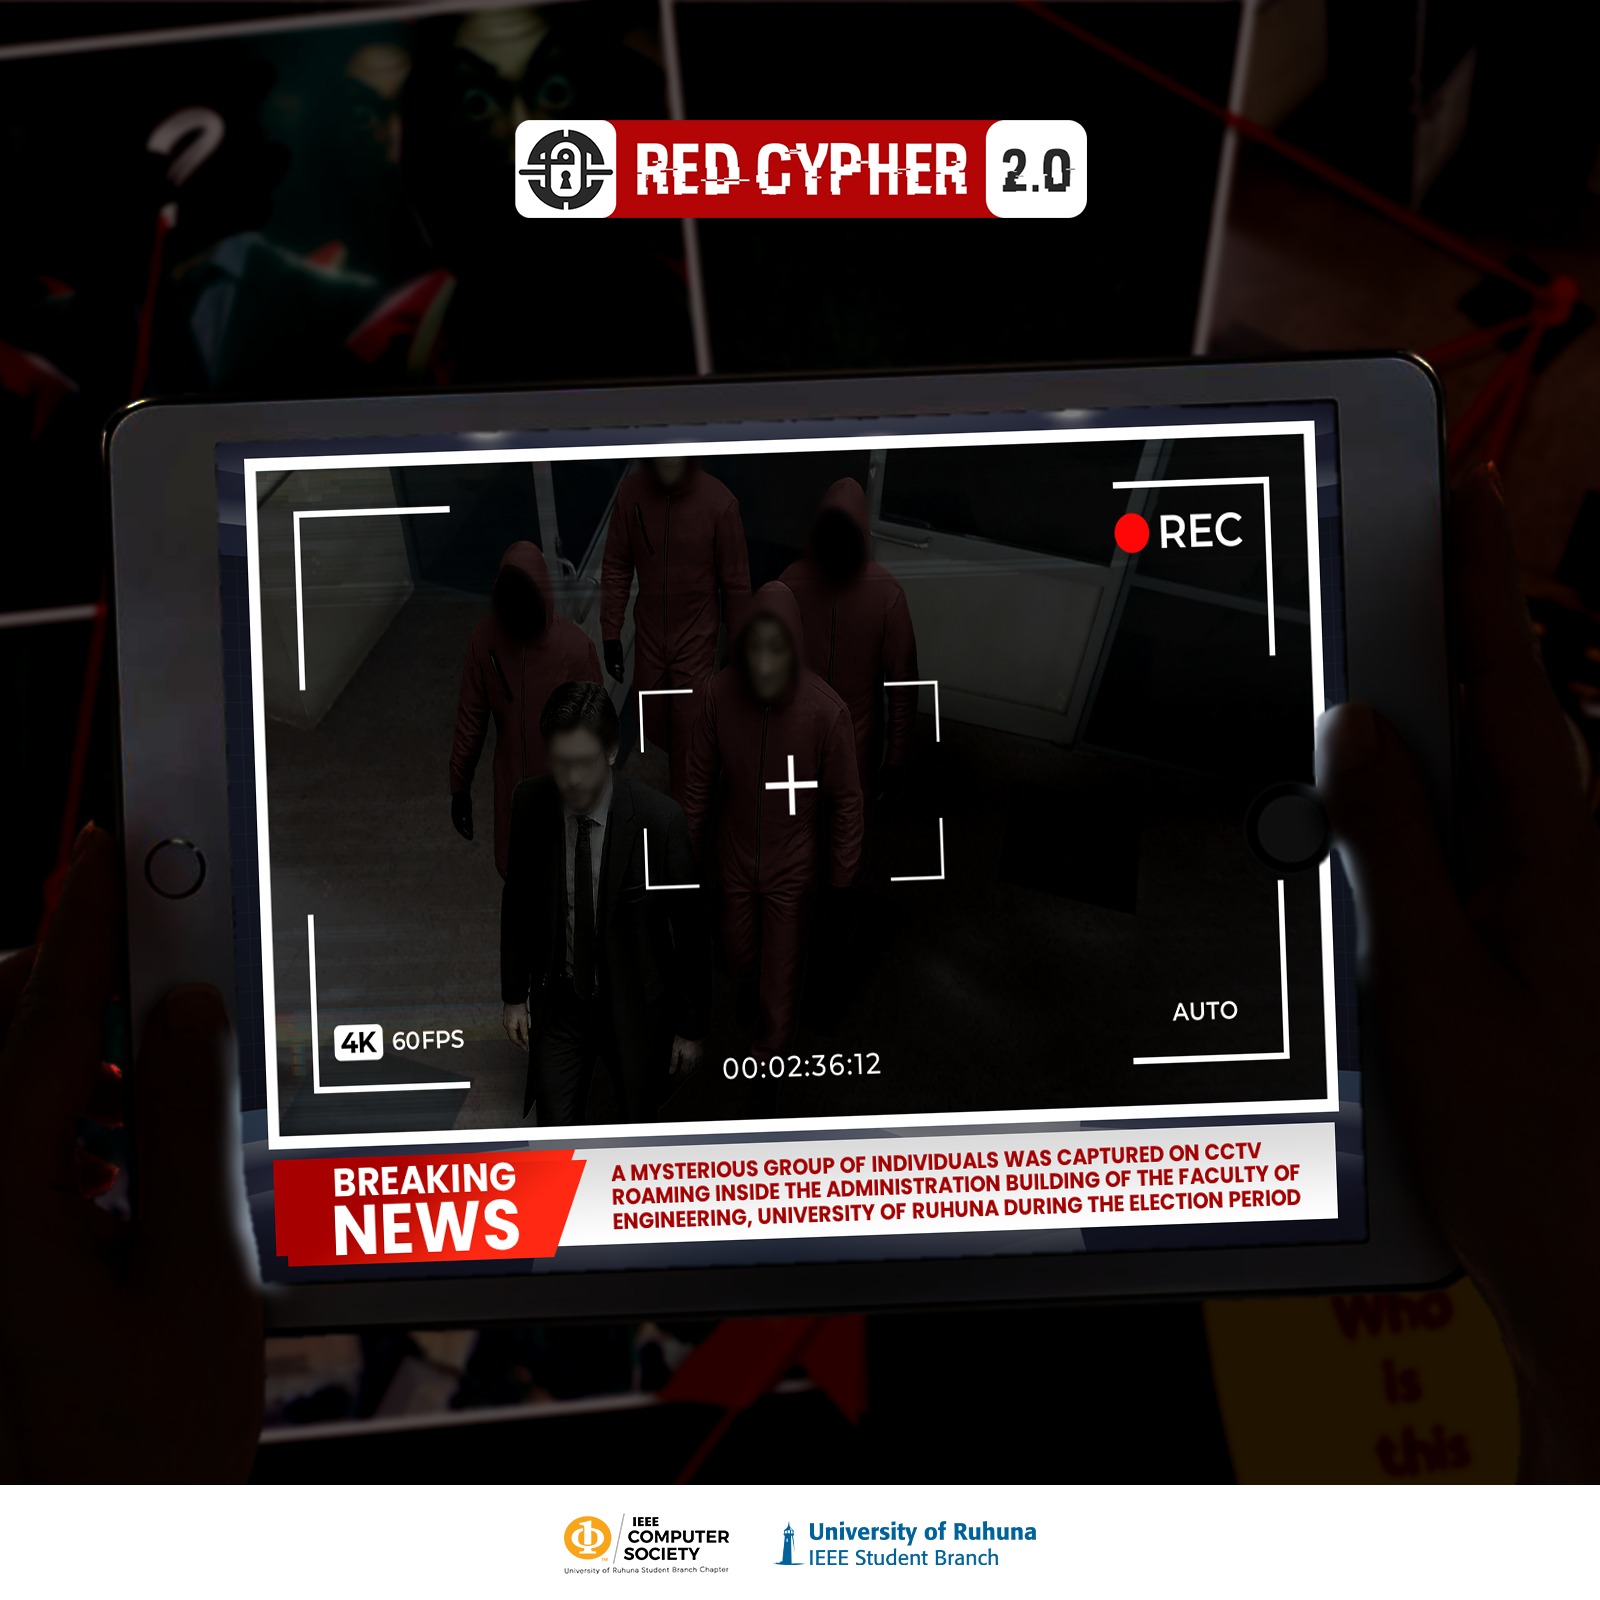 RED CYPHER 2.0
REC
4K 60FPS
AUTO
00:02:36:12
BREAKING
NEWS
A MYSTERIOUS GROUP OF INDIVIDUALS WAS CAPTURED ON CCTV
ROAMING INSIDE THE ADMINISTRATION BUILDING OF THE FACULTY OF
ENGINEERING, UNIVERSITY OF RUHUNA DURING THE ELECTION PERIOD
Who
is
this
IEEE
COMPUTER
SOCIETY
University of Ruhuna Student Branch Chapter
University of Ruhuna
IEEE Student Branch